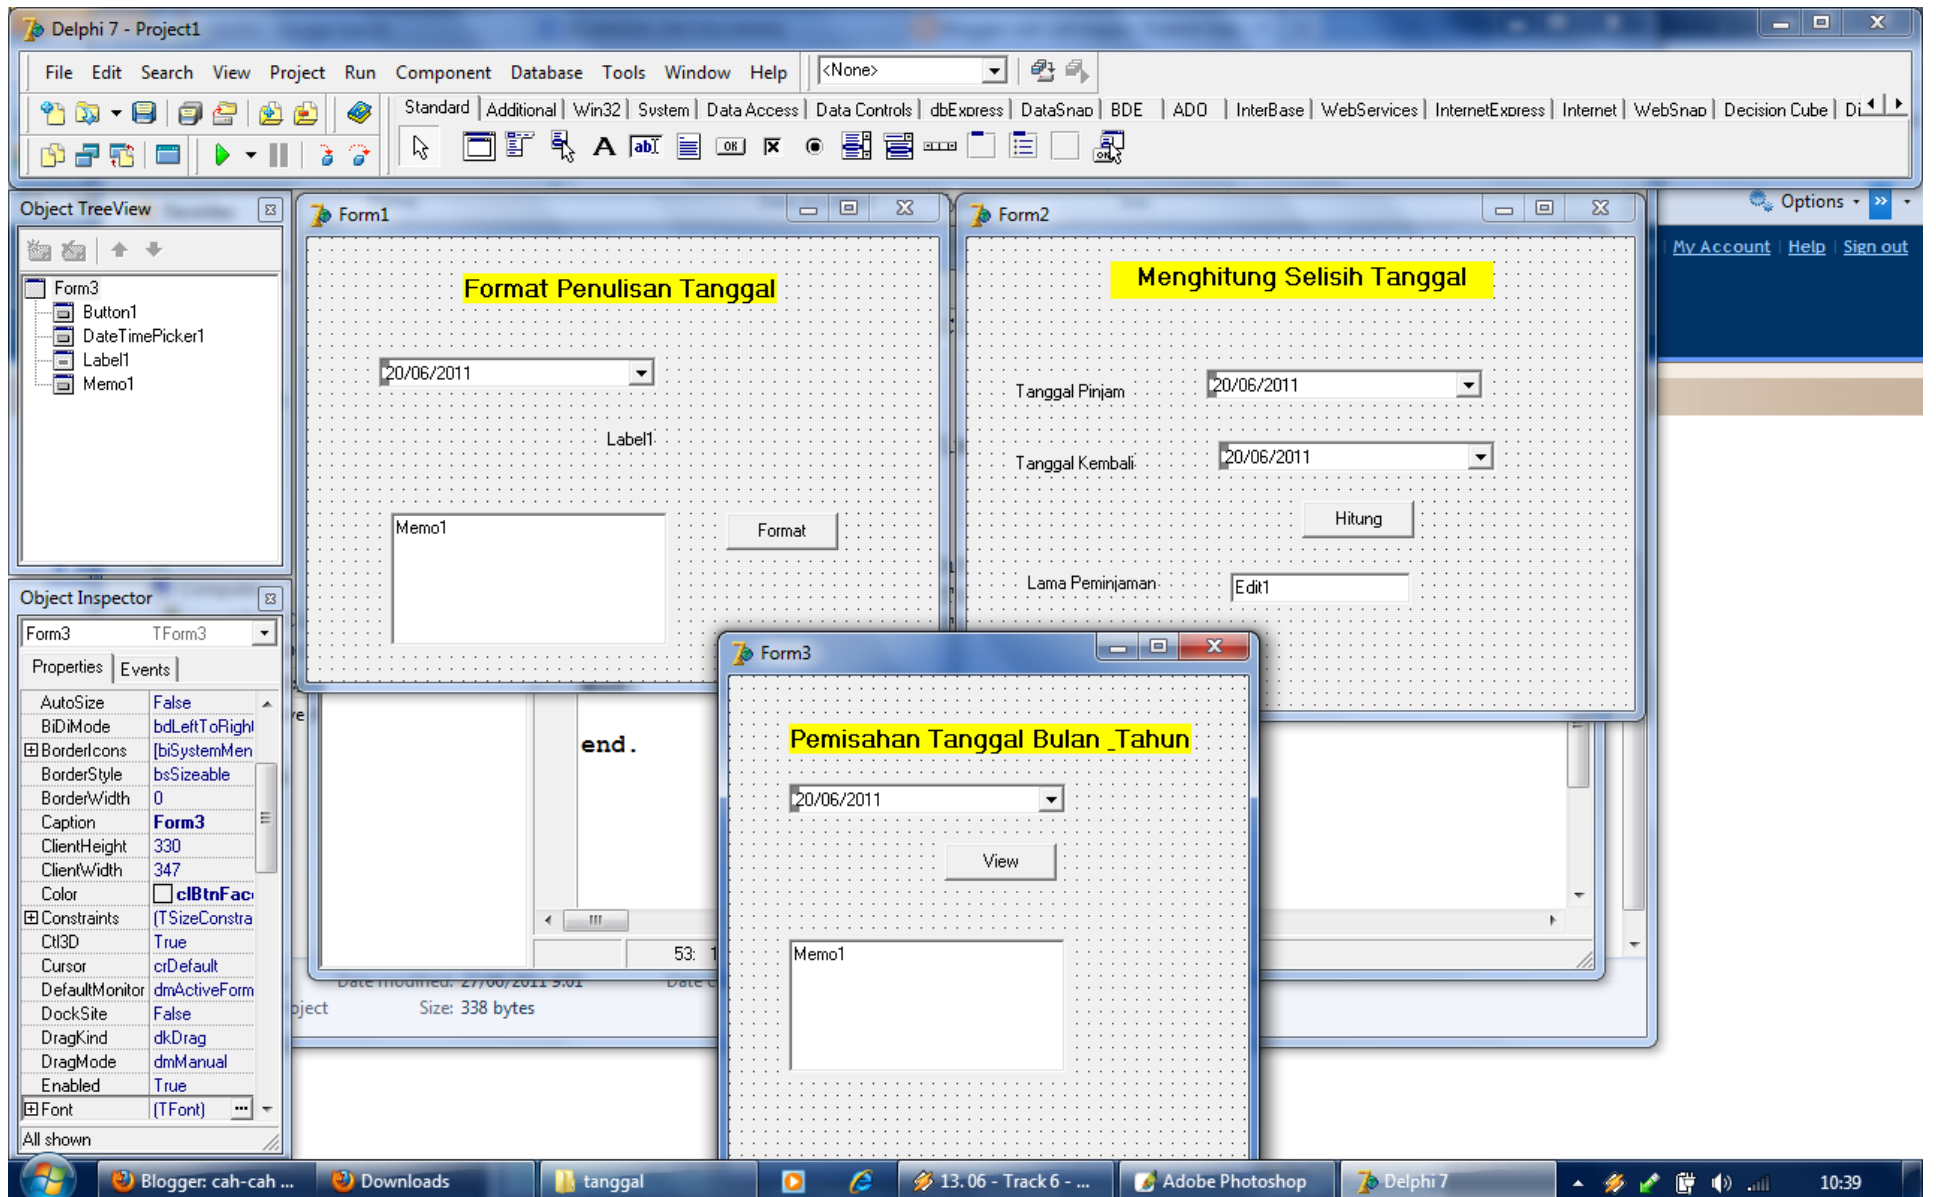 Delphi 7 - Project1
File Edit Search View Project Run Component Database Tools Window Help <None>
Standard Additional Win32 System Data Access Data Controls dbExpress DataSnap BDE ADO InterBase WebServices InternetExpress Internet WebSnap Decision Cube Di
Object TreeView
Form3
Button1
DateTimePicker1
Label1
Memo1
Form1
Format Penulisan Tanggal
20/06/2011
Label1
Memo1
Format
Form2
Menghitung Selisih Tanggal
Tanggal Pinjam
20/06/2011
Tanggal Kembali
20/06/2011
Hitung
Lama Peminjaman
Edit1
Options
My Account Help Sign out
Object Inspector
Form3 TForm3
Properties Events
AutoSize False
BiDiMode bdLeftToRigh
BorderIcons [biSystemMen
BorderStyle bsSizeable
BorderWidth 0
Caption Form3
ClientHeight 330
ClientWidth 347
Color clBtnFac
Constraints (TSizeConstra
Ctl3D True
Cursor crDefault
DefaultMonitor dmActiveForm
DockSite False
DragKind dkDrag
DragMode dmManual
Enabled True
Font (TFont)
All shown
end.
53: 1
Size: 338 bytes
Form3
Pemisahan Tanggal Bulan _Tahun
20/06/2011
View
Memo1
Blogger: cah-cah ...
Downloads
tanggal
13. 06 - Track 6 - ...
Adobe Photoshop
Delphi 7
10:39